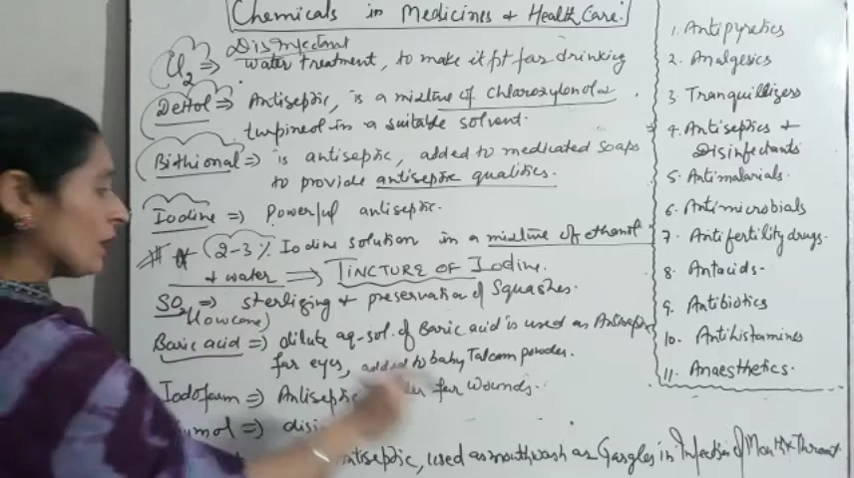 Chemicals in Medicines & Health Care.
Disinfectant
Cl2 => water treatment, to make it fit for drinking
Dettol => Antiseptic, is a mixture of chloroxylenol &
turpineol in a suitable solvent.
Bithional => is antiseptic, added to medicated soaps
to provide antiseptic qualities.
Iodine => Powerful antiseptic.
2-3% Iodine solution in a mixture of ethanol
+ water => TINCTURE OF Iodine.
SO2 => sterlizing & preservation of Squashes.
(low conc)
Boric acid => dilute aq. sol. of Boric acid is used as Antiseptic
for eyes, added to baby Talcum powder.
Iodoform => Antiseptic for wounds.
=>
antiseptic, used as mouthwash as Gargles in Infection of Mouth & Throat
1. Antipyretics
2. Analgesics
3. Tranquillizers
4. Antiseptics &
Disinfectants
5. Antimalarials.
6. Antimicrobials
7. Antifertility drugs.
8. Antacids.
9. Antibiotics
10. Antihistamines
11. Anaesthetics.